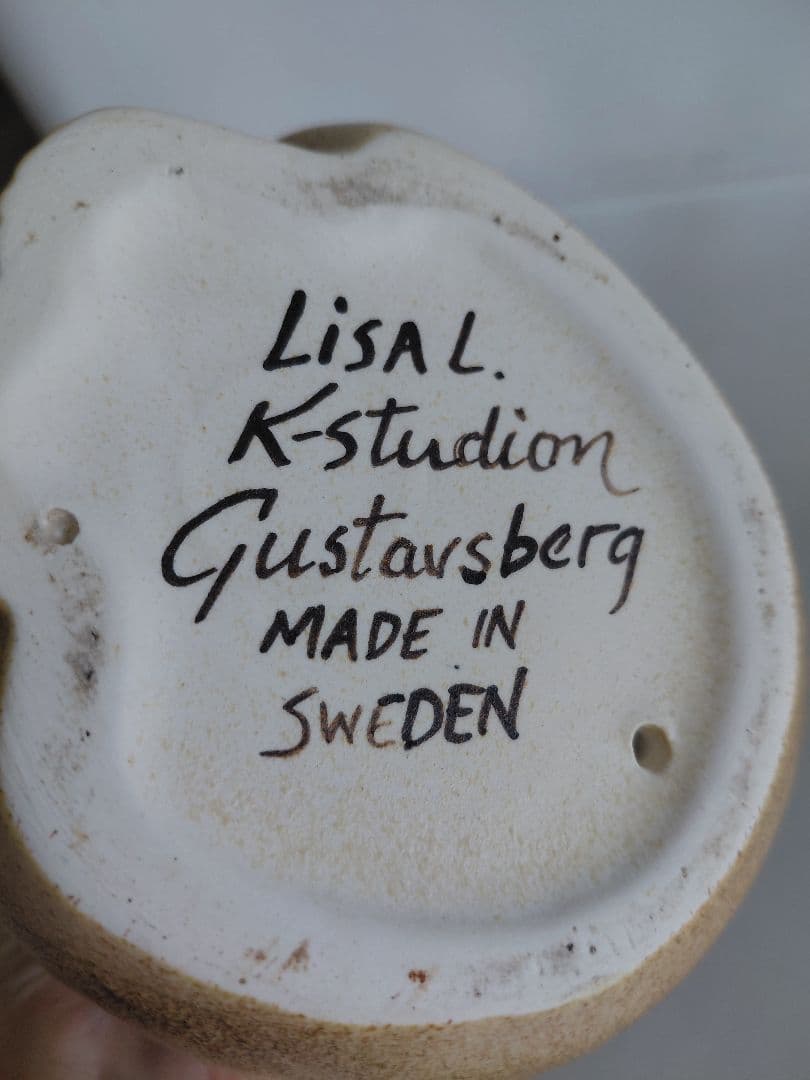 LiSA L.
K-studion
Gustavsberg
MADE IN
SWEDEN